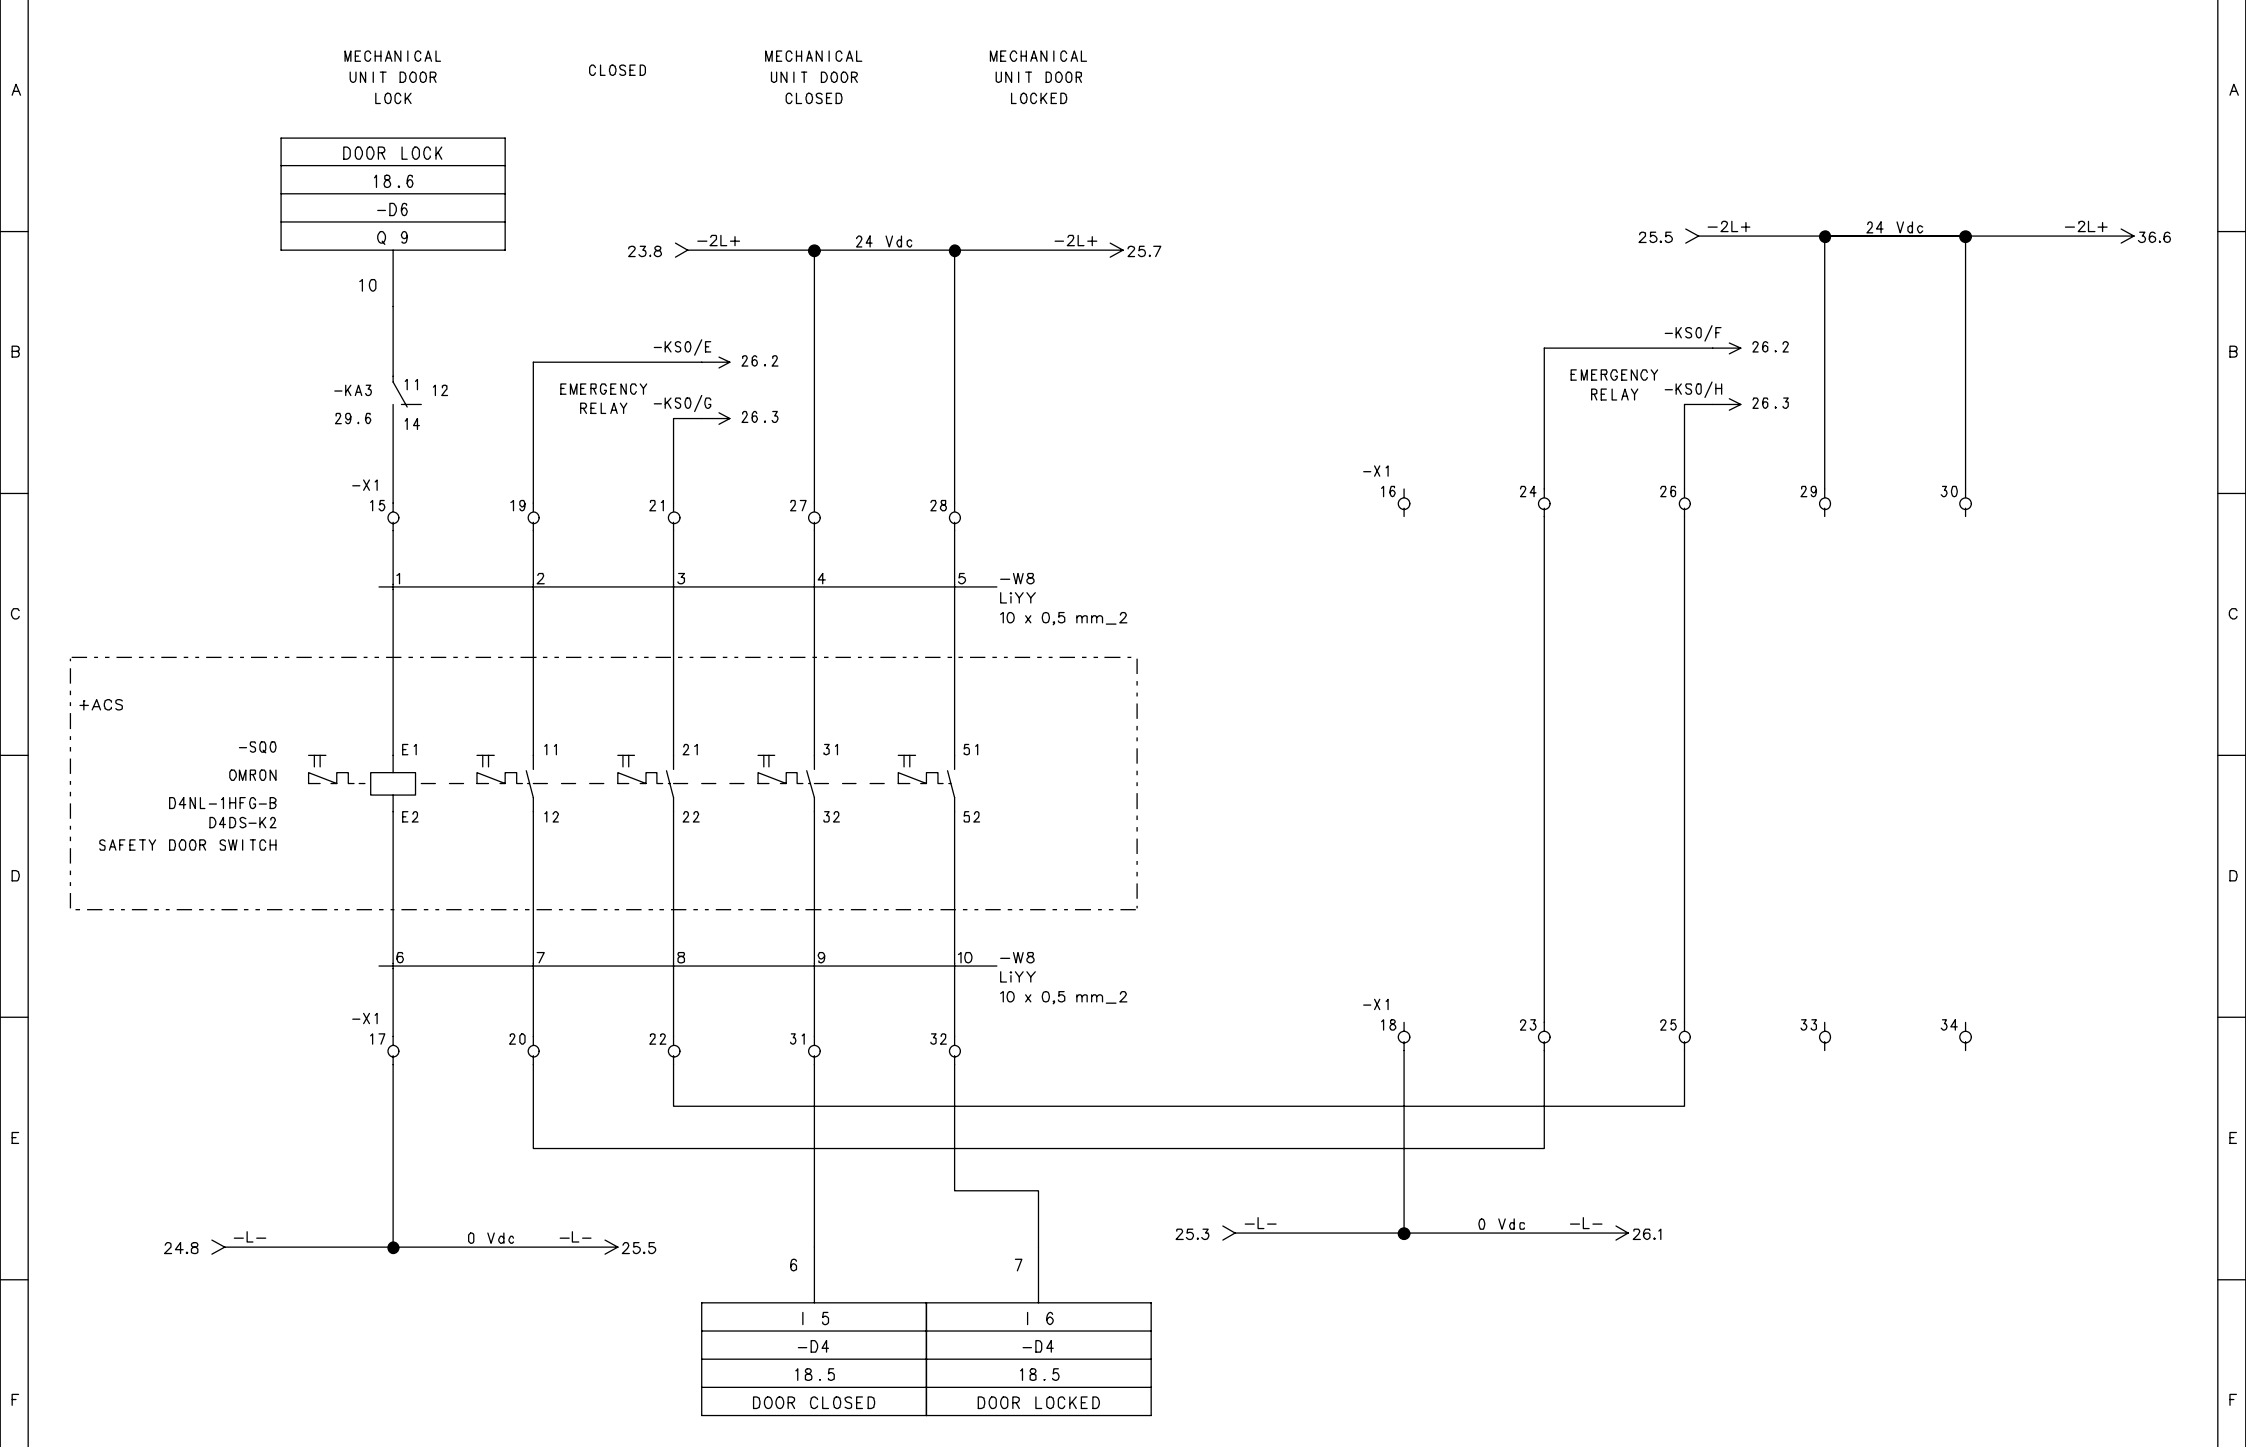 MECHANICAL
UNIT DOOR
LOCK
CLOSED
MECHANICAL
UNIT DOOR
CLOSED
MECHANICAL
UNIT DOOR
LOCKED
A
A
DOOR LOCK
18.6
-D6
Q 9
10
23.8
-2L+
24 Vdc
-2L+
25.7
25.5
-2L+
24 Vdc
-2L+
36.6
B
B
-KS0/E
26.2
EMERGENCY
RELAY
-KS0/G
26.3
-KS0/F
26.2
EMERGENCY
RELAY
-KS0/H
26.3
-KA3
29.6
11
12
14
-X1
15
19
21
27
28
-X1
16
24
26
29
30
1
2
3
4
5
-W8
LiYY
10 x 0,5 mm_2
C
C
+ACS
-SQ0
OMRON
D4NL-1HFG-B
D4DS-K2
SAFETY DOOR SWITCH
E1
11
21
31
51
E2
12
22
32
52
D
D
6
7
8
9
10
-W8
LiYY
10 x 0,5 mm_2
-X1
17
20
22
31
32
-X1
18
23
25
33
34
E
E
24.8
-L-
0 Vdc
-L-
25.5
25.3
-L-
0 Vdc
-L-
26.1
6
7
I 5
-D4
18.5
DOOR CLOSED
I 6
-D4
18.5
DOOR LOCKED
F
F